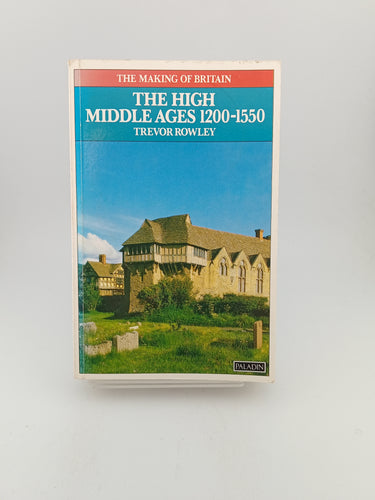 THE MAKING OF BRITAIN
THE HIGH
MIDDLE AGES 1200-1550
TREVOR ROWLEY
PALADIN